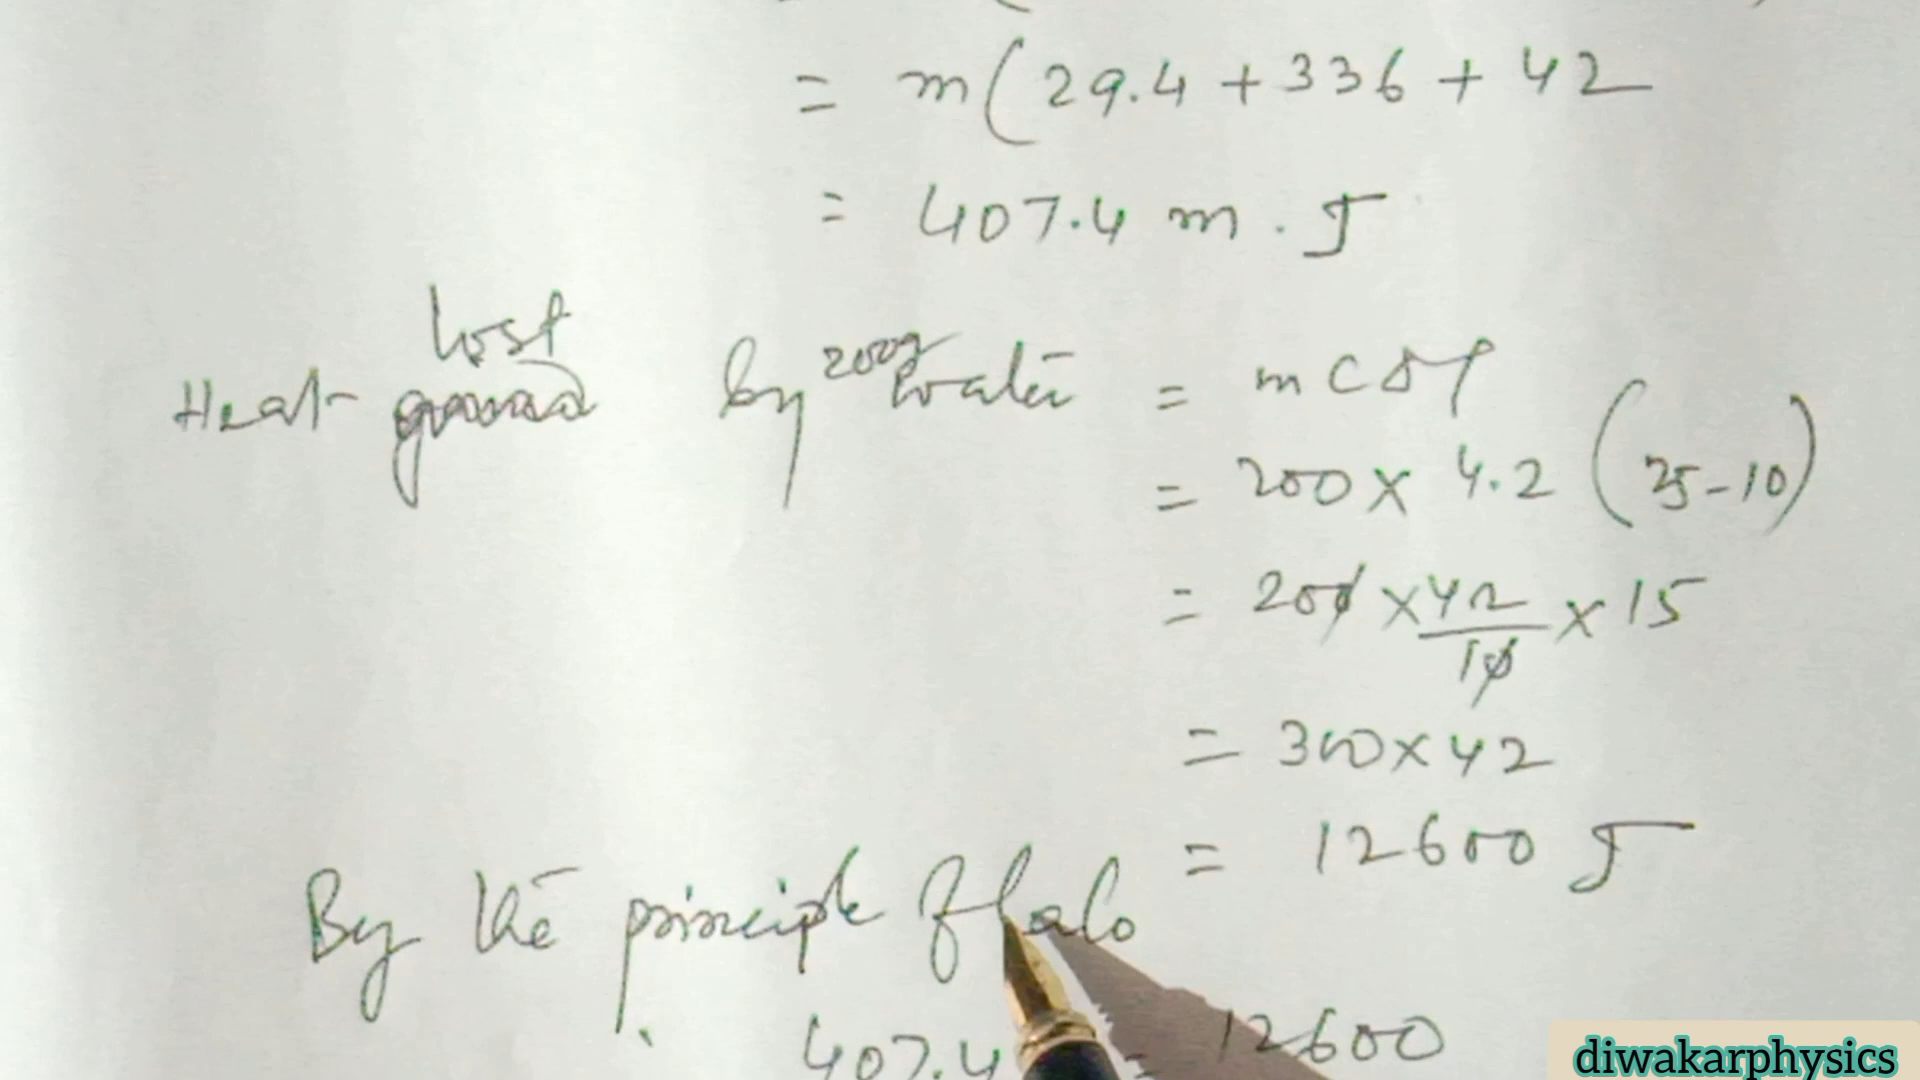 = m(29.4 + 336 + 42
= 407.4 m . J
lost
Heat gained by 200g water = mcΔT
= 200 × 4.2 (25-10)
= 200 × 42/10 × 15
= 300 × 42
= 12600 J
By the principle of Calo
407.4 = 12600
diwakarphysics